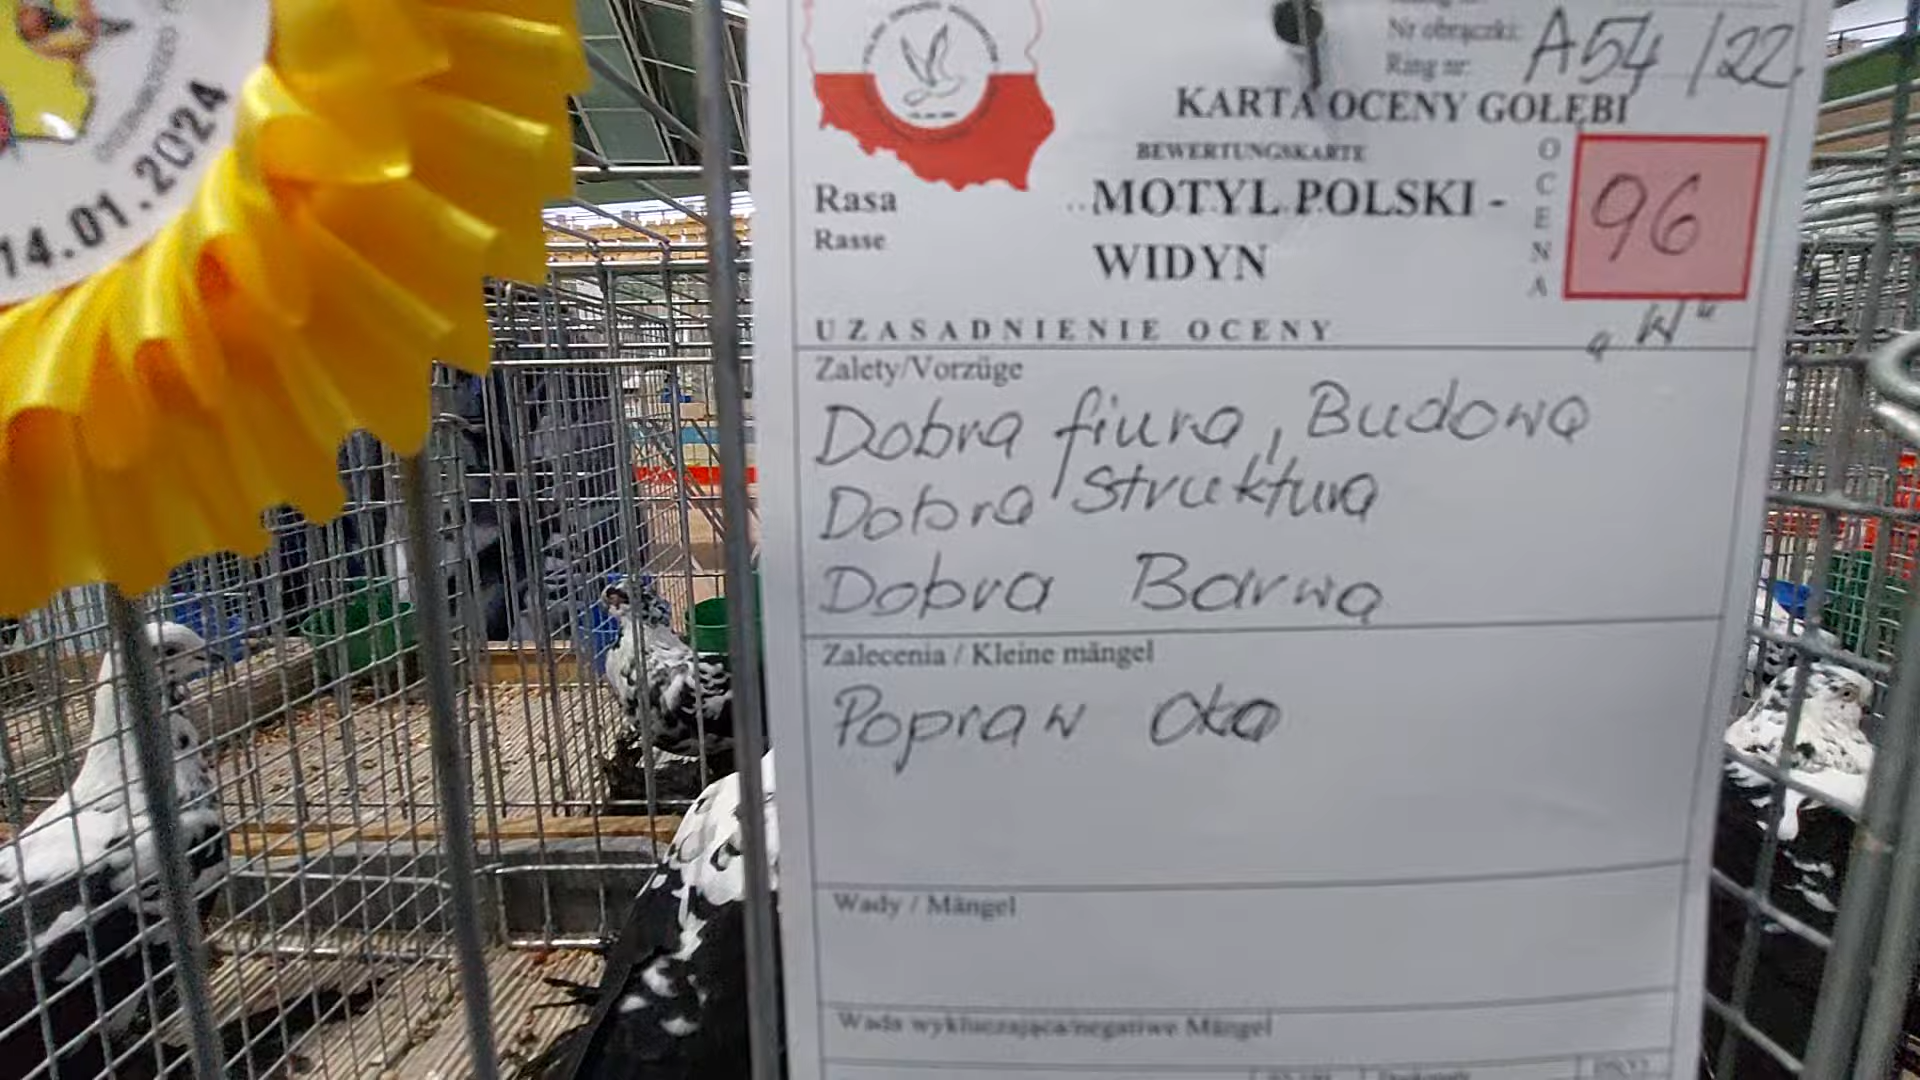 14.01.2024
Nr obrączki:
Ring nr:
A54/22
KARTA OCENY GOŁĘBI
BEWERTUNGSKARTE
Rasa
Rasse
MOTYL POLSKI -
WIDYN
OCENA
96
"W"
UZASADNIENIE OCENY
Zalety/Vorzüge
Dobra fiura, Budowa
Dobra Struktura
Dobra Barwa
Zalecenia / Kleine mängel
Popraw Oka
Wady / Mängel
Wada wykluczająca/negatiwe Mängel